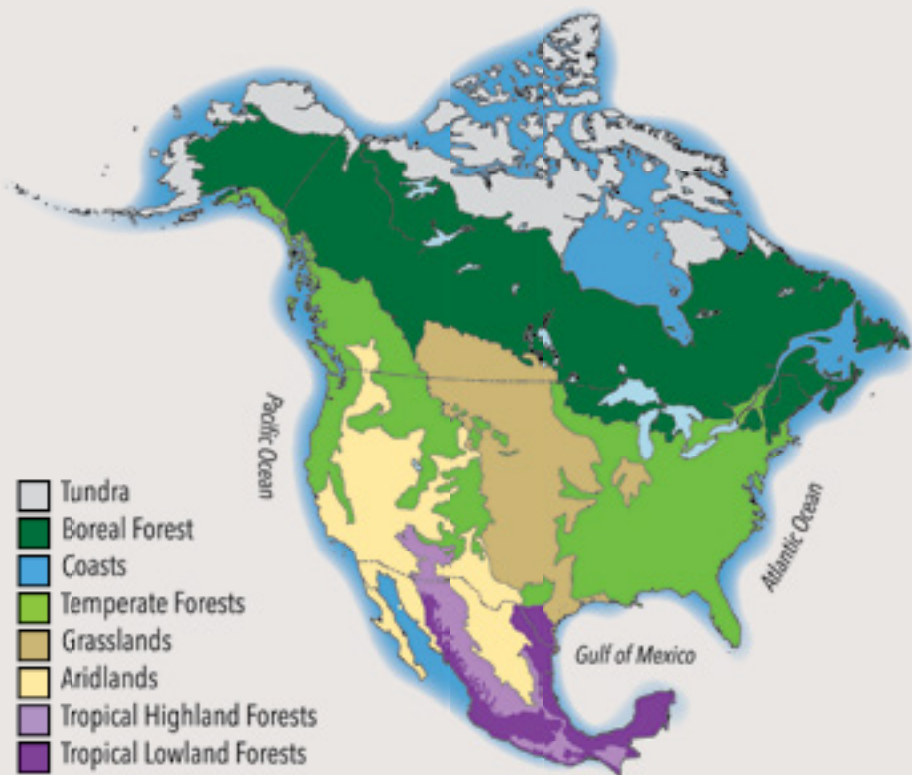 Pacific Ocean
Atlantic Ocean
Gulf of Mexico
Tundra
Boreal Forest
Coasts
Temperate Forests
Grasslands
Aridlands
Tropical Highland Forests
Tropical Lowland Forests